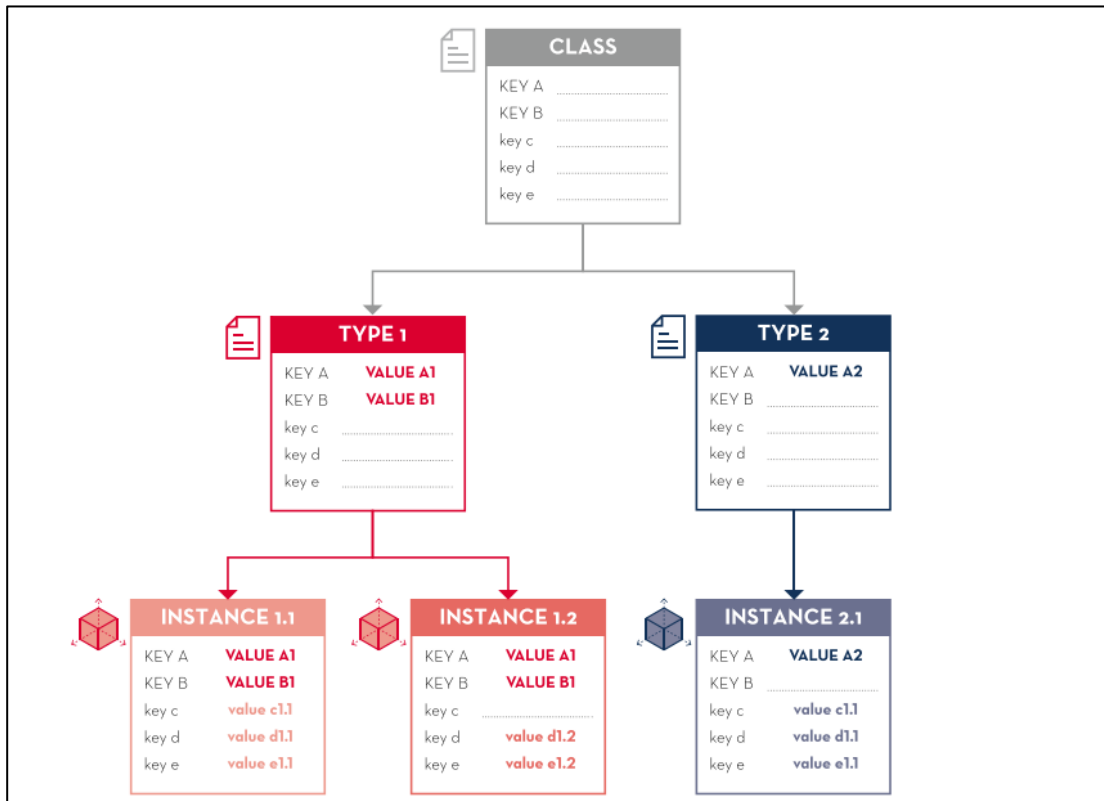 CLASS
KEY A
KEY B
key c
key d
key e
TYPE 1
KEY A VALUE A1
KEY B VALUE B1
key c
key d
key e
TYPE 2
KEY A VALUE A2
KEY B
key c
key d
key e
INSTANCE 1.1
KEY A VALUE A1
KEY B VALUE B1
key c value c1.1
key d value d1.1
key e value e1.1
INSTANCE 1.2
KEY A VALUE A1
KEY B VALUE B1
key c
key d value d1.2
key e value e1.2
INSTANCE 2.1
KEY A VALUE A2
KEY B
key c value c1.1
key d value d1.1
key e value e1.1